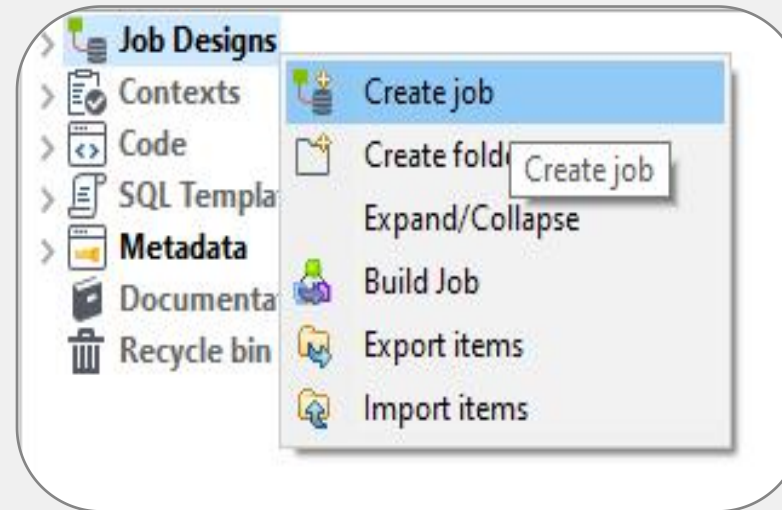 Job Designs
Contexts
Code
SQL Templa
Metadata
Documenta
Recycle bin
Create job
Create folde
Create job
Expand/Collapse
Build Job
Export items
Import items